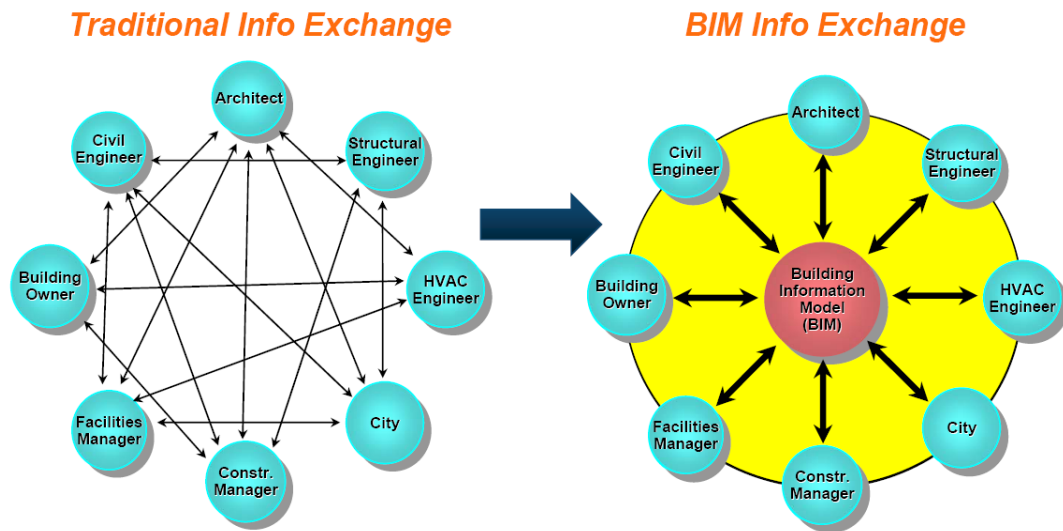 Traditional Info Exchange
Architect
Civil
Engineer
Structural
Engineer
Building
Owner
HVAC
Engineer
Facilities
Manager
City
Constr.
Manager
BIM Info Exchange
Architect
Civil
Engineer
Structural
Engineer
Building
Owner
Building
Information
Model
(BIM)
HVAC
Engineer
Facilities
Manager
City
Constr.
Manager